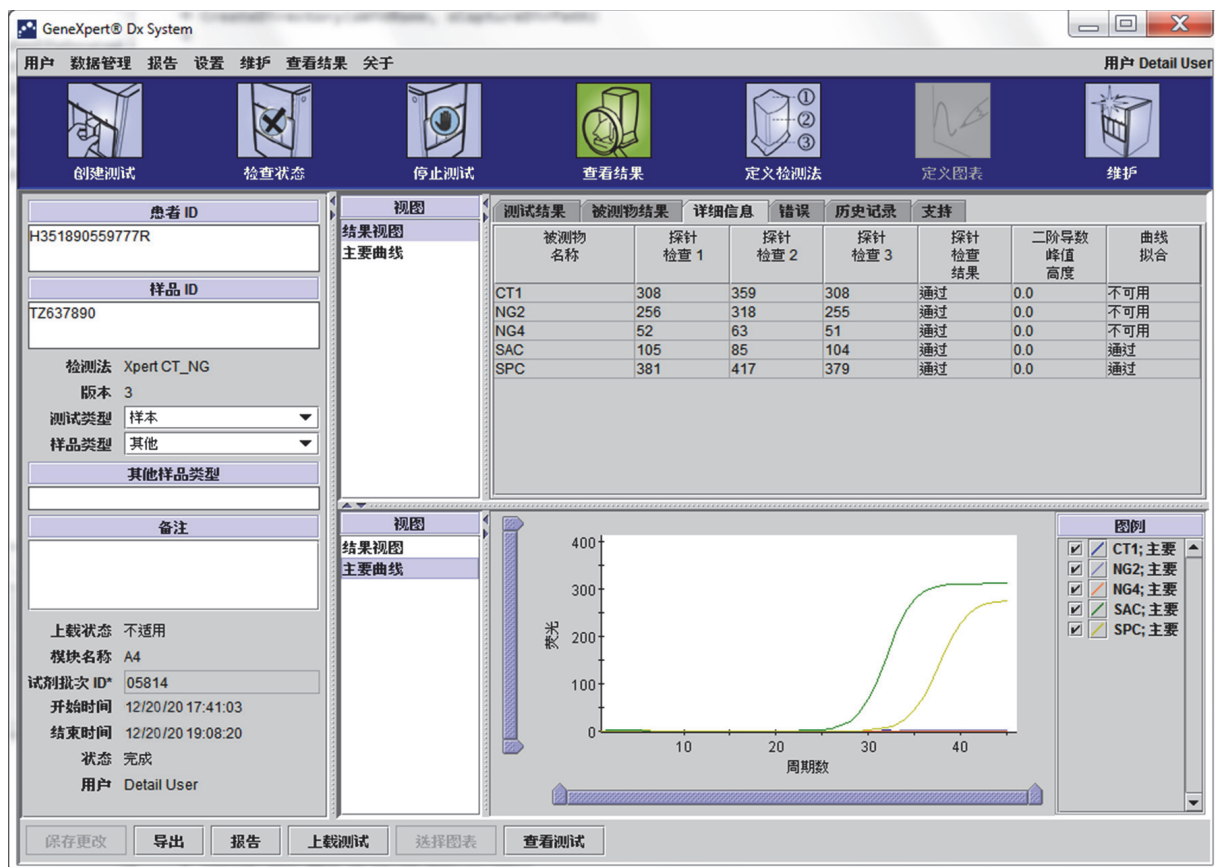 GeneXpert® Dx System
用户 数据管理 报告 设置 维护 查看结果 关于
用户 Detail User
创建测试 检查状态 停止测试 查看结果 定义检测法 定义图表 维护
① ② ③
患者 ID
H351890559777R
样品 ID
TZ637890
检验法 Xpert CT_NG
版本 3
测试类型 样本
样品类型 其他
其他样品类型
备注
上载状态 不适用
模块名称 A4
试剂批次 ID* 05814
开始时间 12/20/20 17:41:03
结束时间 12/20/20 19:08:20
状态 完成
用户 Detail User
视图
结果视图
主要曲线
测试结果 被测物结果 详细信息 错误 历史记录 支持
被测物名称 探针检查 1 探针检查 2 探针检查 3 探针检查结果 二阶导数峰值高度 曲线拟合
CT1 308 359 308 通过 0.0 不可用
NG2 256 318 255 通过 0.0 不可用
NG4 52 63 51 通过 0.0 不可用
SAC 105 85 104 通过 0.0 通过
SPC 381 417 379 通过 0.0 通过
视图
结果视图
主要曲线
荧光
400
300
200
100
0
10 20 30 40
周期数
图例
CT1; 主要
NG2; 主要
NG4; 主要
SAC; 主要
SPC; 主要
保存更改 导出 报告 上载测试 选择图表 查看测试